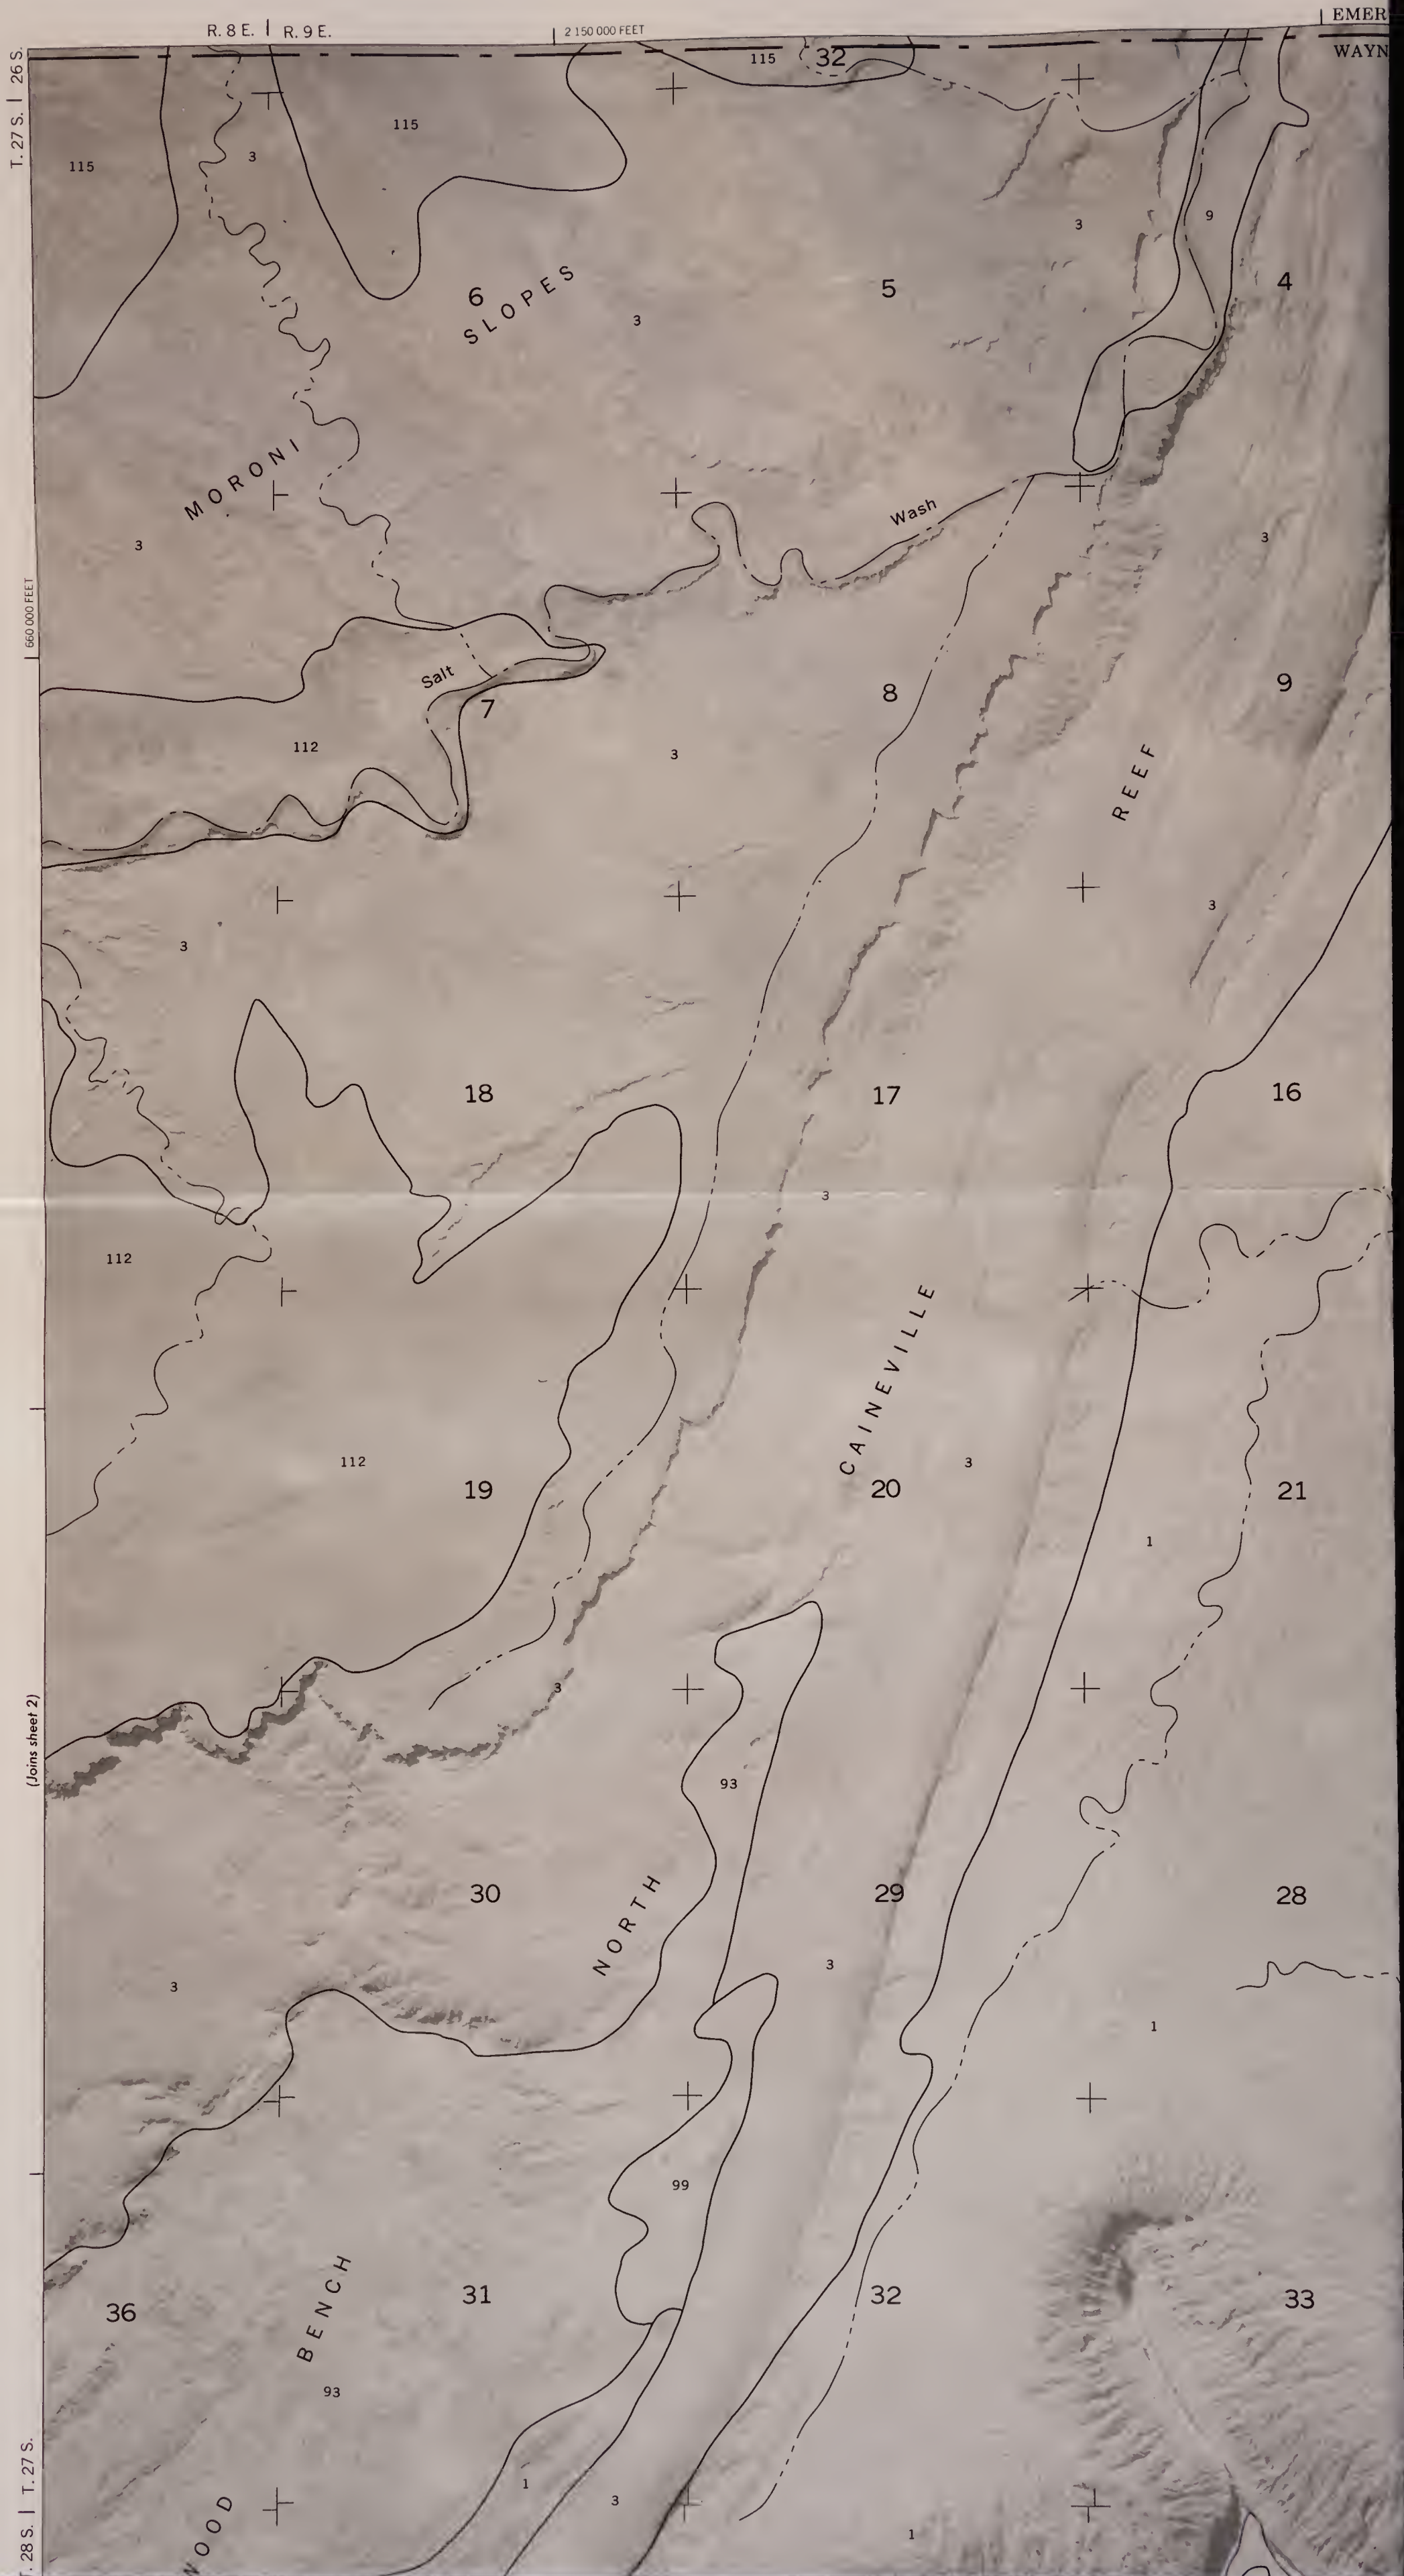 R. 8 E. | R. 9 E.
2 150 000 FEET
EMER
WAYN
T. 27 S. | 26 S.
115
32
115
115
3
9
3
6
SLOPES
5
4
3
MORONI
Wash
3
3
660 000 FEET
Salt
7
8
9
112
3
REEF
3
3
18
17
16
3
112
CAINEVILLE
112
19
20
3
21
1
3
(Joins sheet 2)
93
30
NORTH
29
28
3
3
1
99
36
BENCH
31
32
33
93
1
3
1
T. 28 S. | T. 27 S.
WOOD